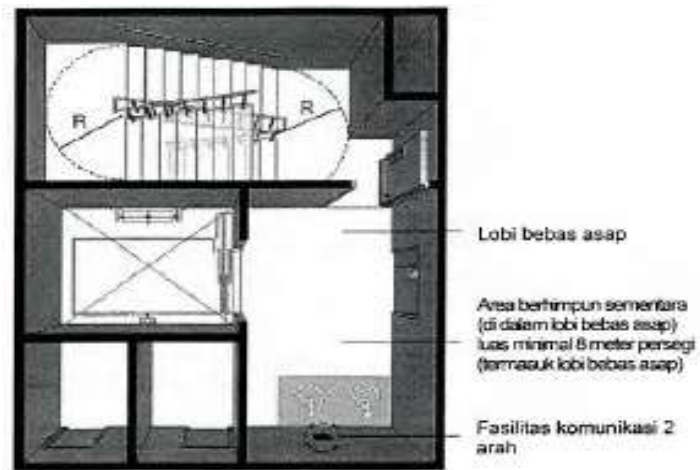 R
R
Lobi bebas asap
Area berhimpun sementara
(di dalam lobi bebas asap)
luas minimal 8 meter persegi
(termasuk lobi bebas asap)
Fasilitas komunikasi 2
arah